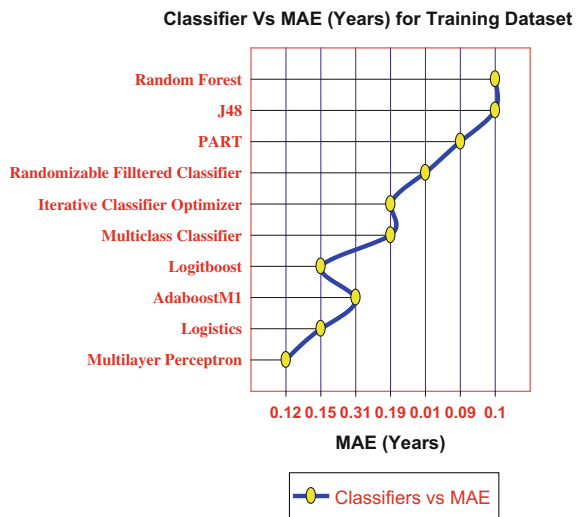 Classifier Vs MAE (Years) for Training Dataset
Random Forest
J48
PART
Randomizable Filltered Classifier
Iterative Classifier Optimizer
Multiclass Classifier
Logitboost
AdaboostM1
Logistics
Multilayer Perceptron
0.12 0.15 0.31 0.19 0.01 0.09 0.1
MAE (Years)
Classifiers vs MAE